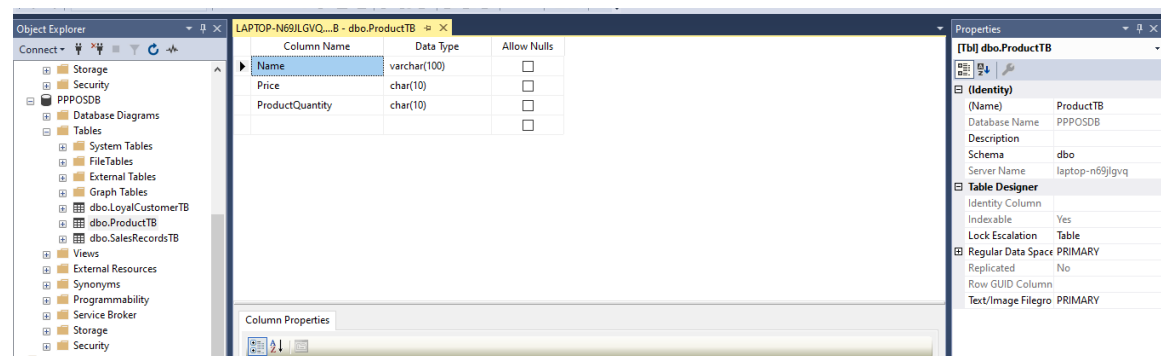 Object Explorer
Connect
Storage
Security
PPPOSDB
Database Diagrams
Tables
System Tables
FileTables
External Tables
Graph Tables
dbo.LoyalCustomerTB
dbo.ProductTB
dbo.SalesRecordsTB
Views
External Resources
Synonyms
Programmability
Service Broker
Storage
Security
LAPTOP-N69JLGVQ....B - dbo.ProductTB
Column Name Data Type Allow Nulls
Name varchar(100)
Price char(10)
ProductQuantity char(10)
Column Properties
Properties
[Tbl] dbo.ProductTB
(Identity)
(Name) ProductTB
Database Name PPPOSDB
Description
Schema dbo
Server Name laptop-n69jlgvq
Table Designer
Identity Column
Indexable Yes
Lock Escalation Table
Regular Data Space PRIMARY
Replicated No
Row GUID Column
Text/Image Filegro PRIMARY